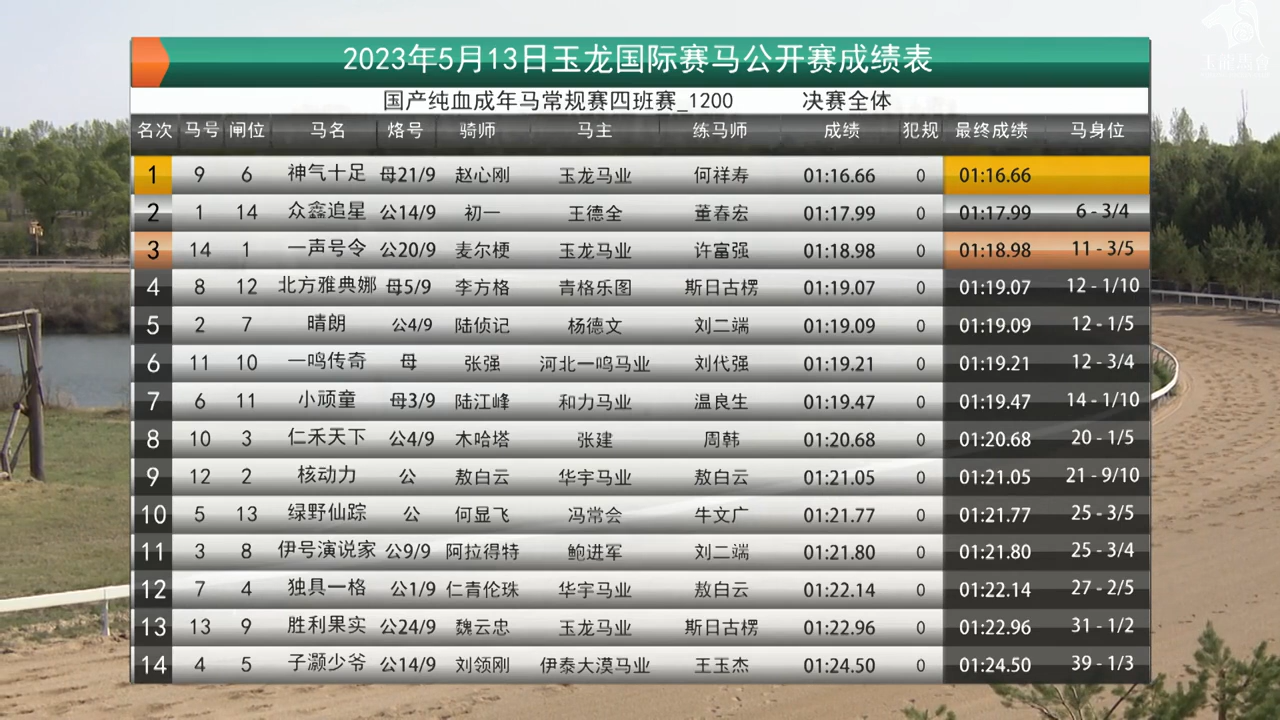 2023年5月13日玉龙国际赛马公开赛成绩表
国产纯血成年马常规赛四班赛_1200 决赛全体
名次 马号 闸位 马名 烙号 骑师 马主 练马师 成绩 犯规 最终成绩 马身位
1 9 6 神气十足 母21/9 赵心刚 玉龙马业 何祥寿 01:16.66 0 01:16.66
2 1 14 众鑫追星 公14/9 初一 王德全 董春宏 01:17.99 0 01:17.99 6 - 3/4
3 14 1 一声号令 公20/9 麦尔梗 玉龙马业 许富强 01:18.98 0 01:18.98 11 - 3/5
4 8 12 北方雅典娜 母5/9 李方格 青格乐图 斯日古楞 01:19.07 0 01:19.07 12 - 1/10
5 2 7 晴朗 公4/9 陆侦记 杨德文 刘二端 01:19.09 0 01:19.09 12 - 1/5
6 11 10 一鸣传奇 母 张强 河北一鸣马业 刘代强 01:19.21 0 01:19.21 12 - 3/4
7 6 11 小顽童 母3/9 陆江峰 和力马业 温良生 01:19.47 0 01:19.47 14 - 1/10
8 10 3 仁禾天下 公4/9 木哈塔 张建 周韩 01:20.68 0 01:20.68 20 - 1/5
9 12 2 核动力 公 敖白云 华宇马业 敖白云 01:21.05 0 01:21.05 21 - 9/10
10 5 13 绿野仙踪 公 何显飞 冯常会 牛文广 01:21.77 0 01:21.77 25 - 3/5
11 3 8 伊号演说家 公9/9 阿拉得特 鲍进军 刘二端 01:21.80 0 01:21.80 25 - 3/4
12 7 4 独具一格 公1/9 仁青伦珠 华宇马业 敖白云 01:22.14 0 01:22.14 27 - 2/5
13 13 9 胜利果实 公24/9 魏云忠 玉龙马业 斯日古楞 01:22.96 0 01:22.96 31 - 1/2
14 4 5 子灏少爷 公14/9 刘领刚 伊泰大漠马业 王玉杰 01:24.50 0 01:24.50 39 - 1/3